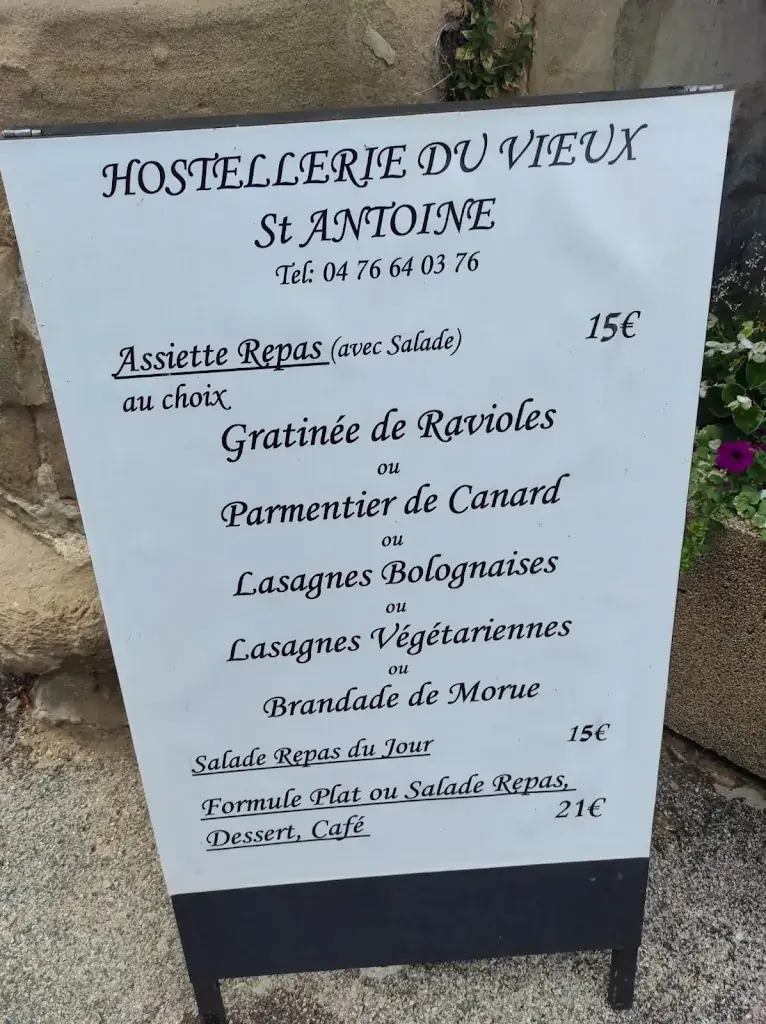 HOSTELLERIE DU VIEUX
St ANTOINE
Tel: 04 76 64 03 76
Assiette Repas (avec Salade) 15€
au choix
Gratinée de Ravioles
ou
Parmentier de Canard
ou
Lasagnes Bolognaises
ou
Lasagnes Végétariennes
ou
Brandade de Morue
Salade Repas du Jour 15€
Formule Plat ou Salade Repas,
Dessert, Café 21€